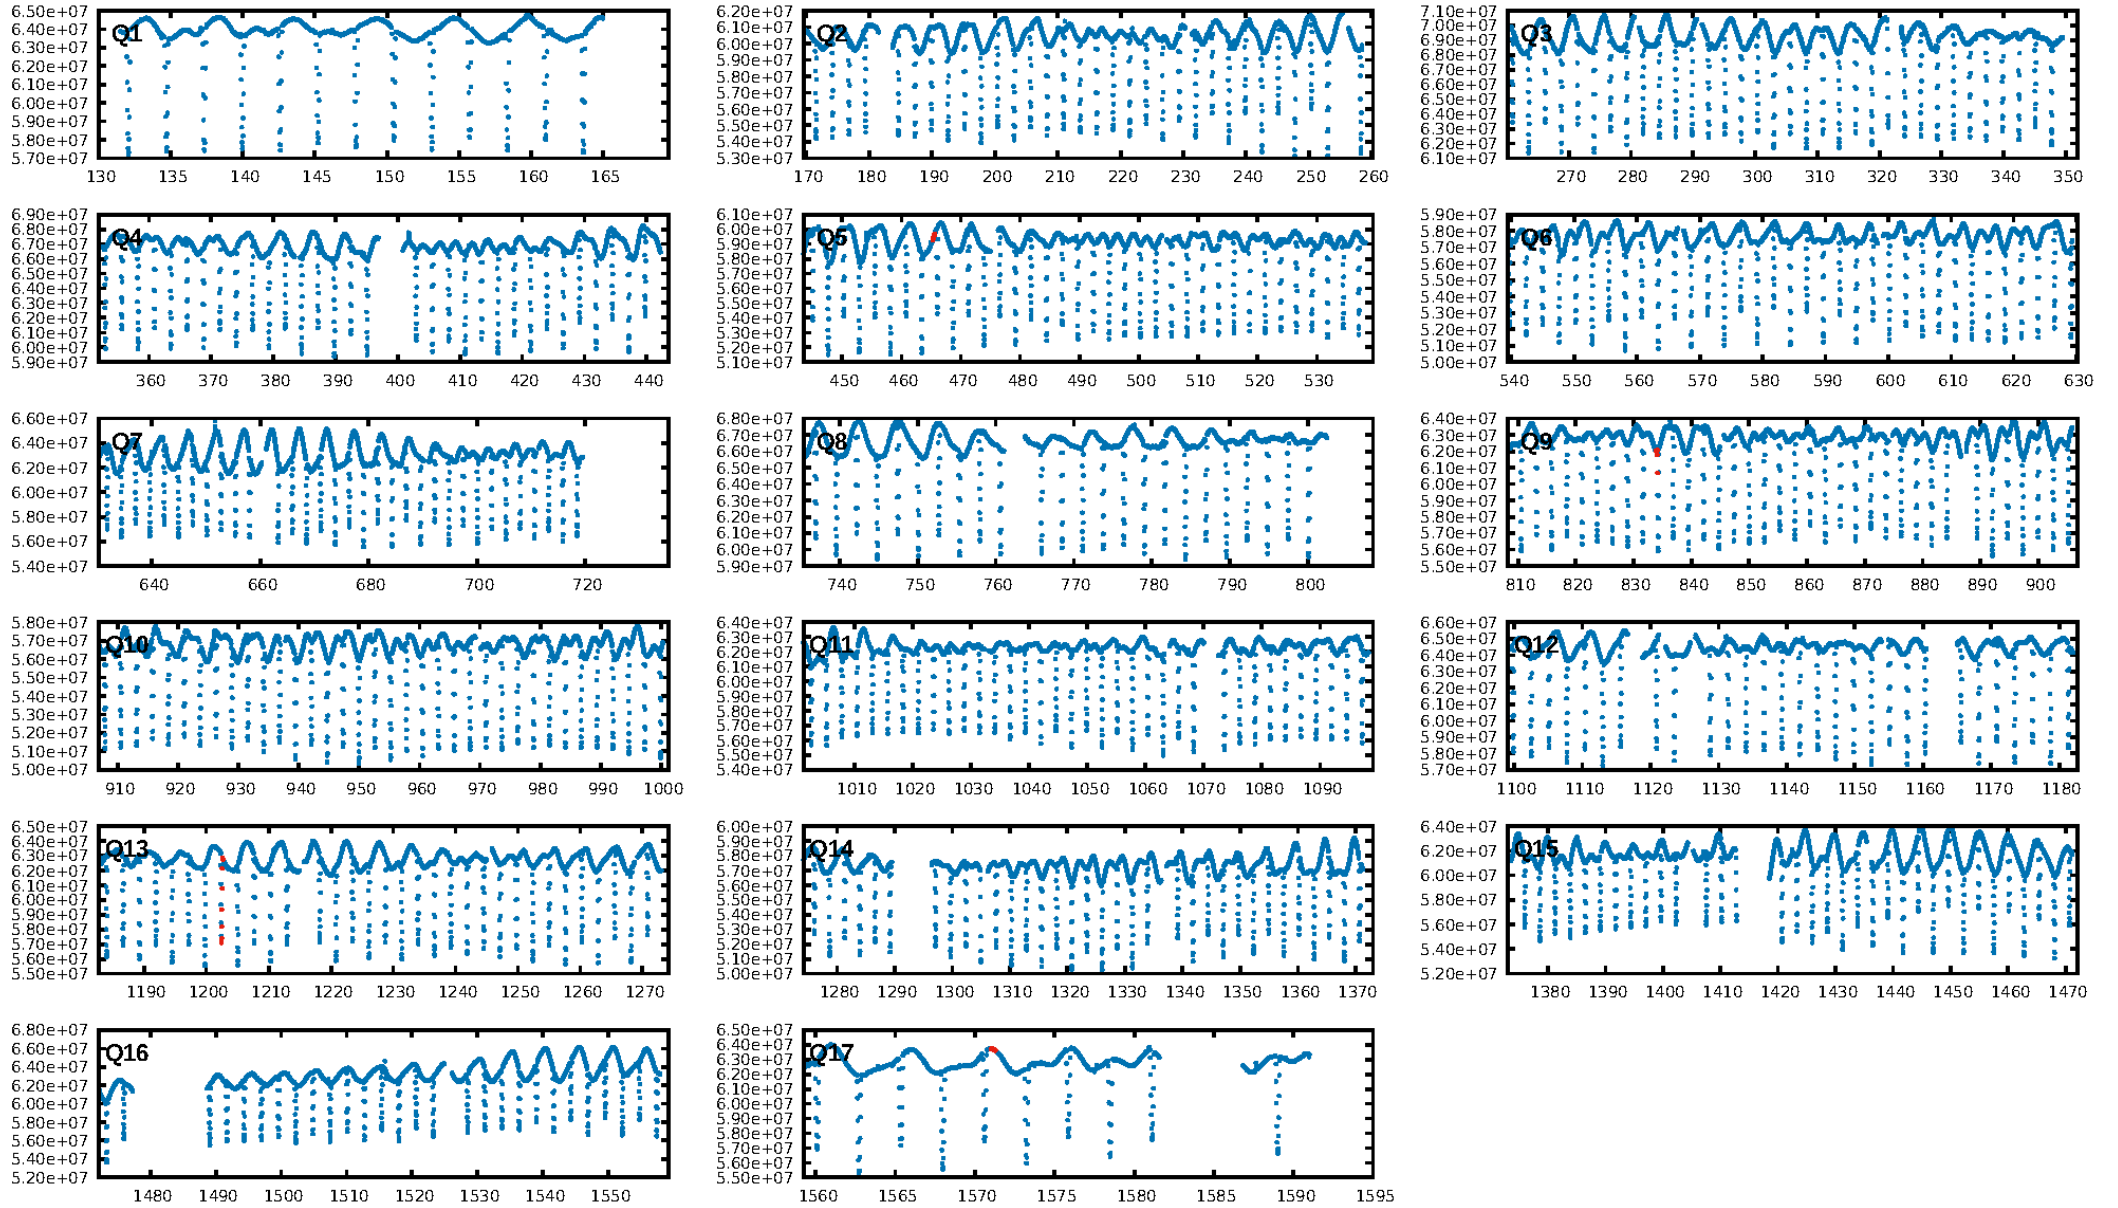 6.50e+07 6.40e+07 6.30e+07 6.20e+07 6.10e+07 6.00e+07 5.90e+07 5.80e+07 5.70e+07
Q1
130 135 140 145 150 155 160 165
6.20e+07 6.10e+07 6.00e+07 5.90e+07 5.80e+07 5.70e+07 5.60e+07 5.50e+07 5.40e+07 5.30e+07
Q2
170 180 190 200 210 220 230 240 250 260
7.10e+07 7.00e+07 6.90e+07 6.80e+07 6.70e+07 6.60e+07 6.50e+07 6.40e+07 6.30e+07 6.20e+07 6.10e+07
Q3
270 280 290 300 310 320 330 340 350
6.90e+07 6.80e+07 6.70e+07 6.60e+07 6.50e+07 6.40e+07 6.30e+07 6.20e+07 6.10e+07 6.00e+07 5.90e+07
Q4
360 370 380 390 400 410 420 430 440
6.10e+07 6.00e+07 5.90e+07 5.80e+07 5.70e+07 5.60e+07 5.50e+07 5.40e+07 5.30e+07 5.20e+07 5.10e+07
Q5
450 460 470 480 490 500 510 520 530
5.90e+07 5.80e+07 5.70e+07 5.60e+07 5.50e+07 5.40e+07 5.30e+07 5.20e+07 5.10e+07 5.00e+07
Q6
540 550 560 570 580 590 600 610 620 630
6.60e+07 6.40e+07 6.20e+07 6.00e+07 5.80e+07 5.60e+07 5.40e+07
Q7
640 660 680 700 720
6.80e+07 6.70e+07 6.60e+07 6.50e+07 6.40e+07 6.30e+07 6.20e+07 6.10e+07 6.00e+07 5.90e+07
Q8
740 750 760 770 780 790 800
6.40e+07 6.30e+07 6.20e+07 6.10e+07 6.00e+07 5.90e+07 5.80e+07 5.70e+07 5.60e+07 5.50e+07
Q9
810 820 830 840 850 860 870 880 890 900
5.80e+07 5.70e+07 5.60e+07 5.50e+07 5.40e+07 5.30e+07 5.20e+07 5.10e+07 5.00e+07
Q10
910 920 930 940 950 960 970 980 990 1000
6.40e+07 6.30e+07 6.20e+07 6.10e+07 6.00e+07 5.90e+07 5.80e+07 5.70e+07 5.60e+07 5.50e+07 5.40e+07
Q11
1010 1020 1030 1040 1050 1060 1070 1080 1090
6.60e+07 6.50e+07 6.40e+07 6.30e+07 6.20e+07 6.10e+07 6.00e+07 5.90e+07 5.80e+07 5.70e+07
Q12
1100 1110 1120 1130 1140 1150 1160 1170 1180
6.50e+07 6.40e+07 6.30e+07 6.20e+07 6.10e+07 6.00e+07 5.90e+07 5.80e+07 5.70e+07 5.60e+07 5.50e+07
Q13
1190 1200 1210 1220 1230 1240 1250 1260 1270
6.00e+07 5.90e+07 5.80e+07 5.70e+07 5.60e+07 5.50e+07 5.40e+07 5.30e+07 5.20e+07 5.10e+07 5.00e+07
Q14
1280 1290 1300 1310 1320 1330 1340 1350 1360 1370
6.40e+07 6.20e+07 6.00e+07 5.80e+07 5.60e+07 5.40e+07 5.20e+07
Q15
1380 1390 1400 1410 1420 1430 1440 1450 1460 1470
6.80e+07 6.60e+07 6.40e+07 6.20e+07 6.00e+07 5.80e+07 5.60e+07 5.40e+07 5.20e+07
Q16
1480 1490 1500 1510 1520 1530 1540 1550
6.50e+07 6.40e+07 6.30e+07 6.20e+07 6.10e+07 6.00e+07 5.90e+07 5.80e+07 5.70e+07 5.60e+07 5.50e+07
Q17
1560 1565 1570 1575 1580 1585 1590 1595